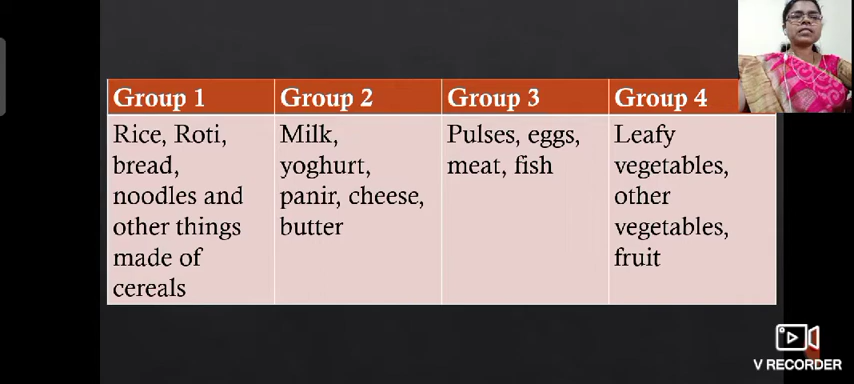 Group 1
Group 2
Group 3
Group 4
Rice, Roti,
bread,
noodles and
other things
made of
cereals
Milk,
yoghurt,
panir, cheese,
butter
Pulses, eggs,
meat, fish
Leafy
vegetables,
other
vegetables,
fruit
V RECORDER